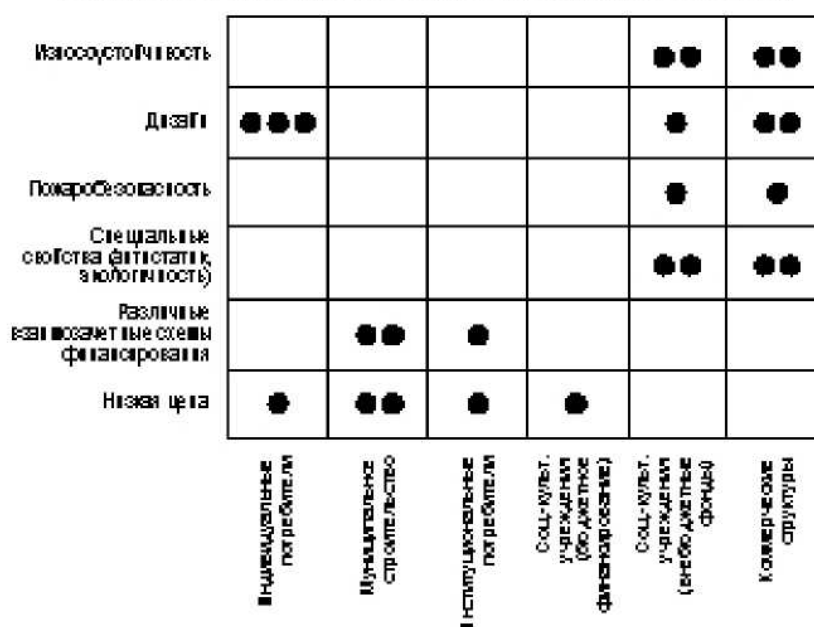 Износоустойчивость
Дизайн
Пожаробезопасность
Специальные
свойства (антистатик,
экологичность)
Различные
взаимозачетные схемы
финансирования
Низкая цена
Индивидуальные
потребители
Муниципальное
строительство
Институциональные
потребители
Соц.-культ.
учреждения
(бюджетное
финансирование)
Соц.-культ.
учреждения
(внебюджетные
фонды)
Коммерческие
структуры